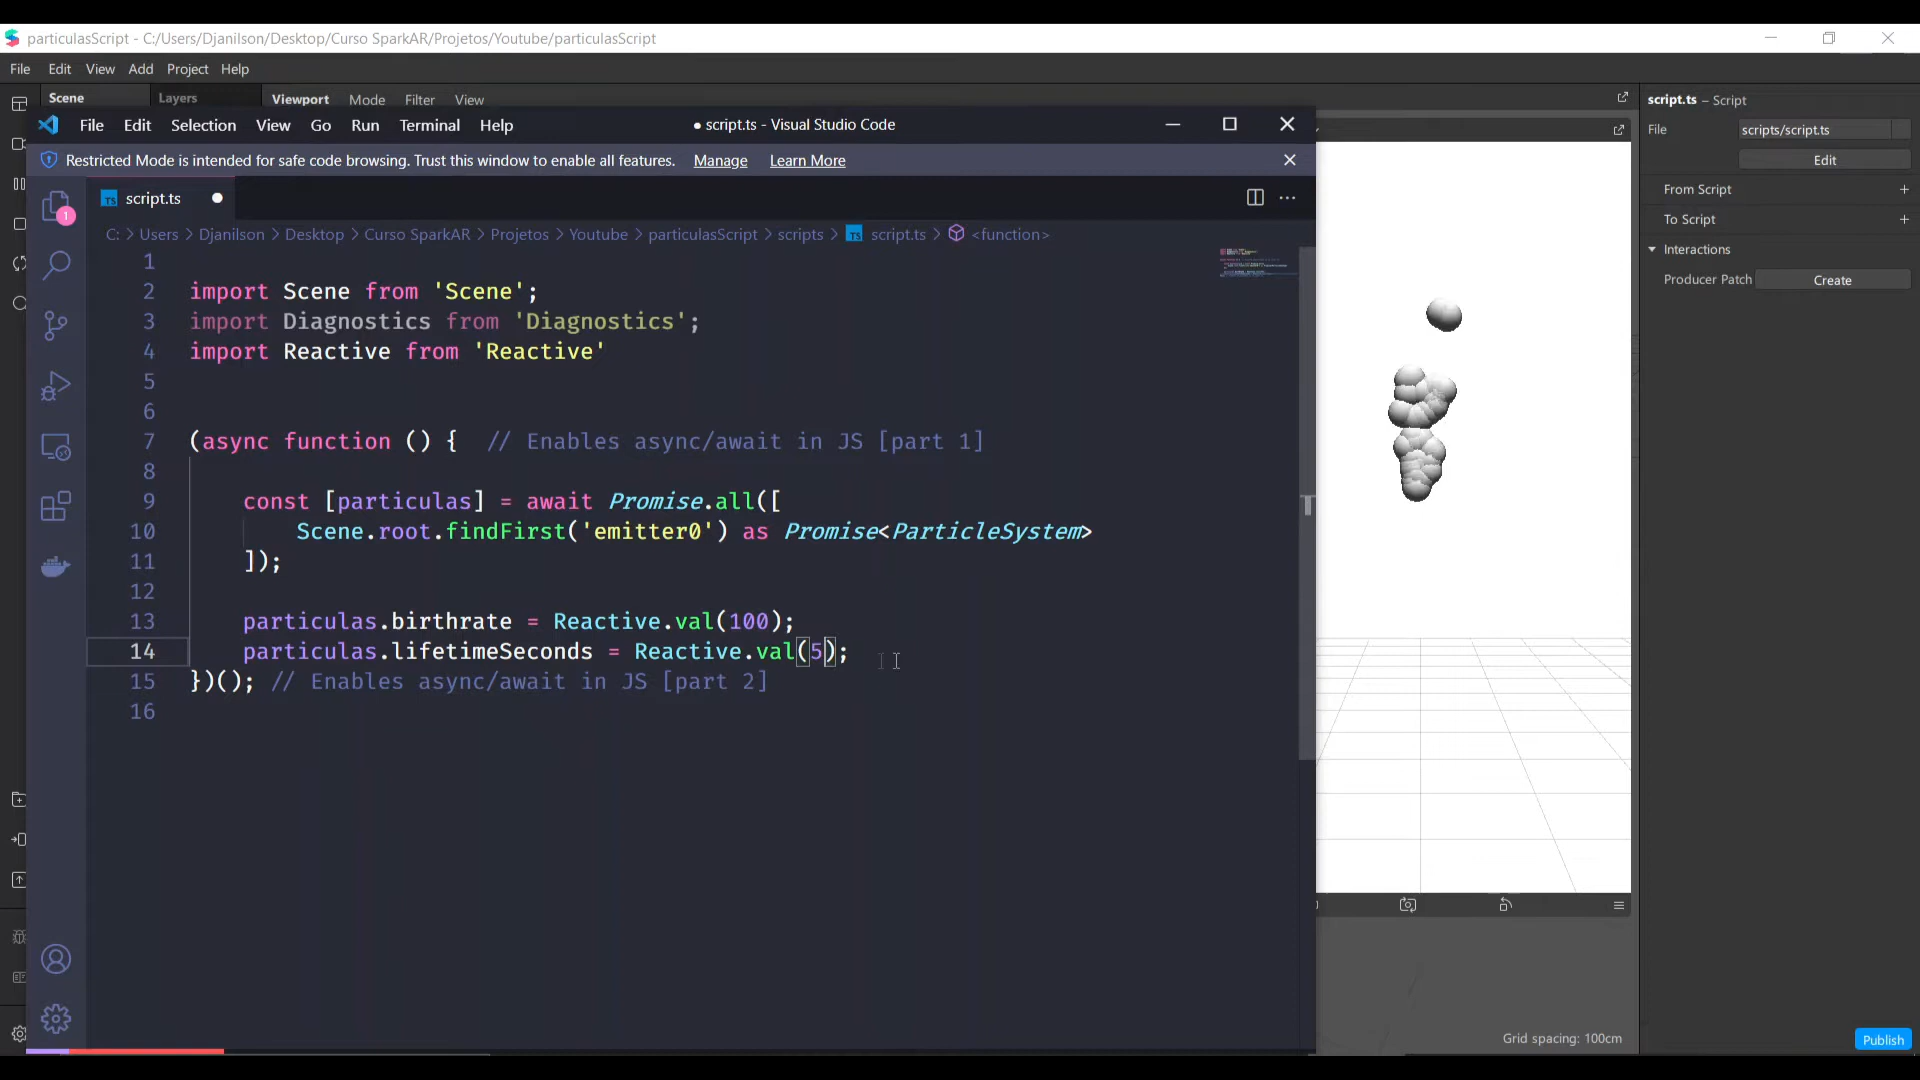 particulasScript - C:/Users/Djanilson/Desktop/Curso SparkAR/Projetos/Youtube/particulasScript
File Edit View Add Project Help
Scene Layers Viewport Mode Filter View
script.ts – Script
File scripts/script.ts
Edit
From Script
To Script
Interactions
Producer Patch Create
File Edit Selection View Go Run Terminal Help
● script.ts - Visual Studio Code
Restricted Mode is intended for safe code browsing. Trust this window to enable all features. Manage Learn More
1
TS script.ts
C: > Users > Djanilson > Desktop > Curso SparkAR > Projetos > Youtube > particulasScript > scripts > TS script.ts > <function>
1
2 import Scene from 'Scene';
3 import Diagnostics from 'Diagnostics';
4 import Reactive from 'Reactive'
5
6
7 (async function () { // Enables async/await in JS [part 1]
8
9 const [particulas] = await Promise.all([
10 Scene.root.findFirst('emitter0') as Promise<ParticleSystem>
11 ]);
12
13 particulas.birthrate = Reactive.val(100);
14 particulas.lifetimeSeconds = Reactive.val(5);
15 })(); // Enables async/await in JS [part 2]
16
Grid spacing: 100cm
Publish